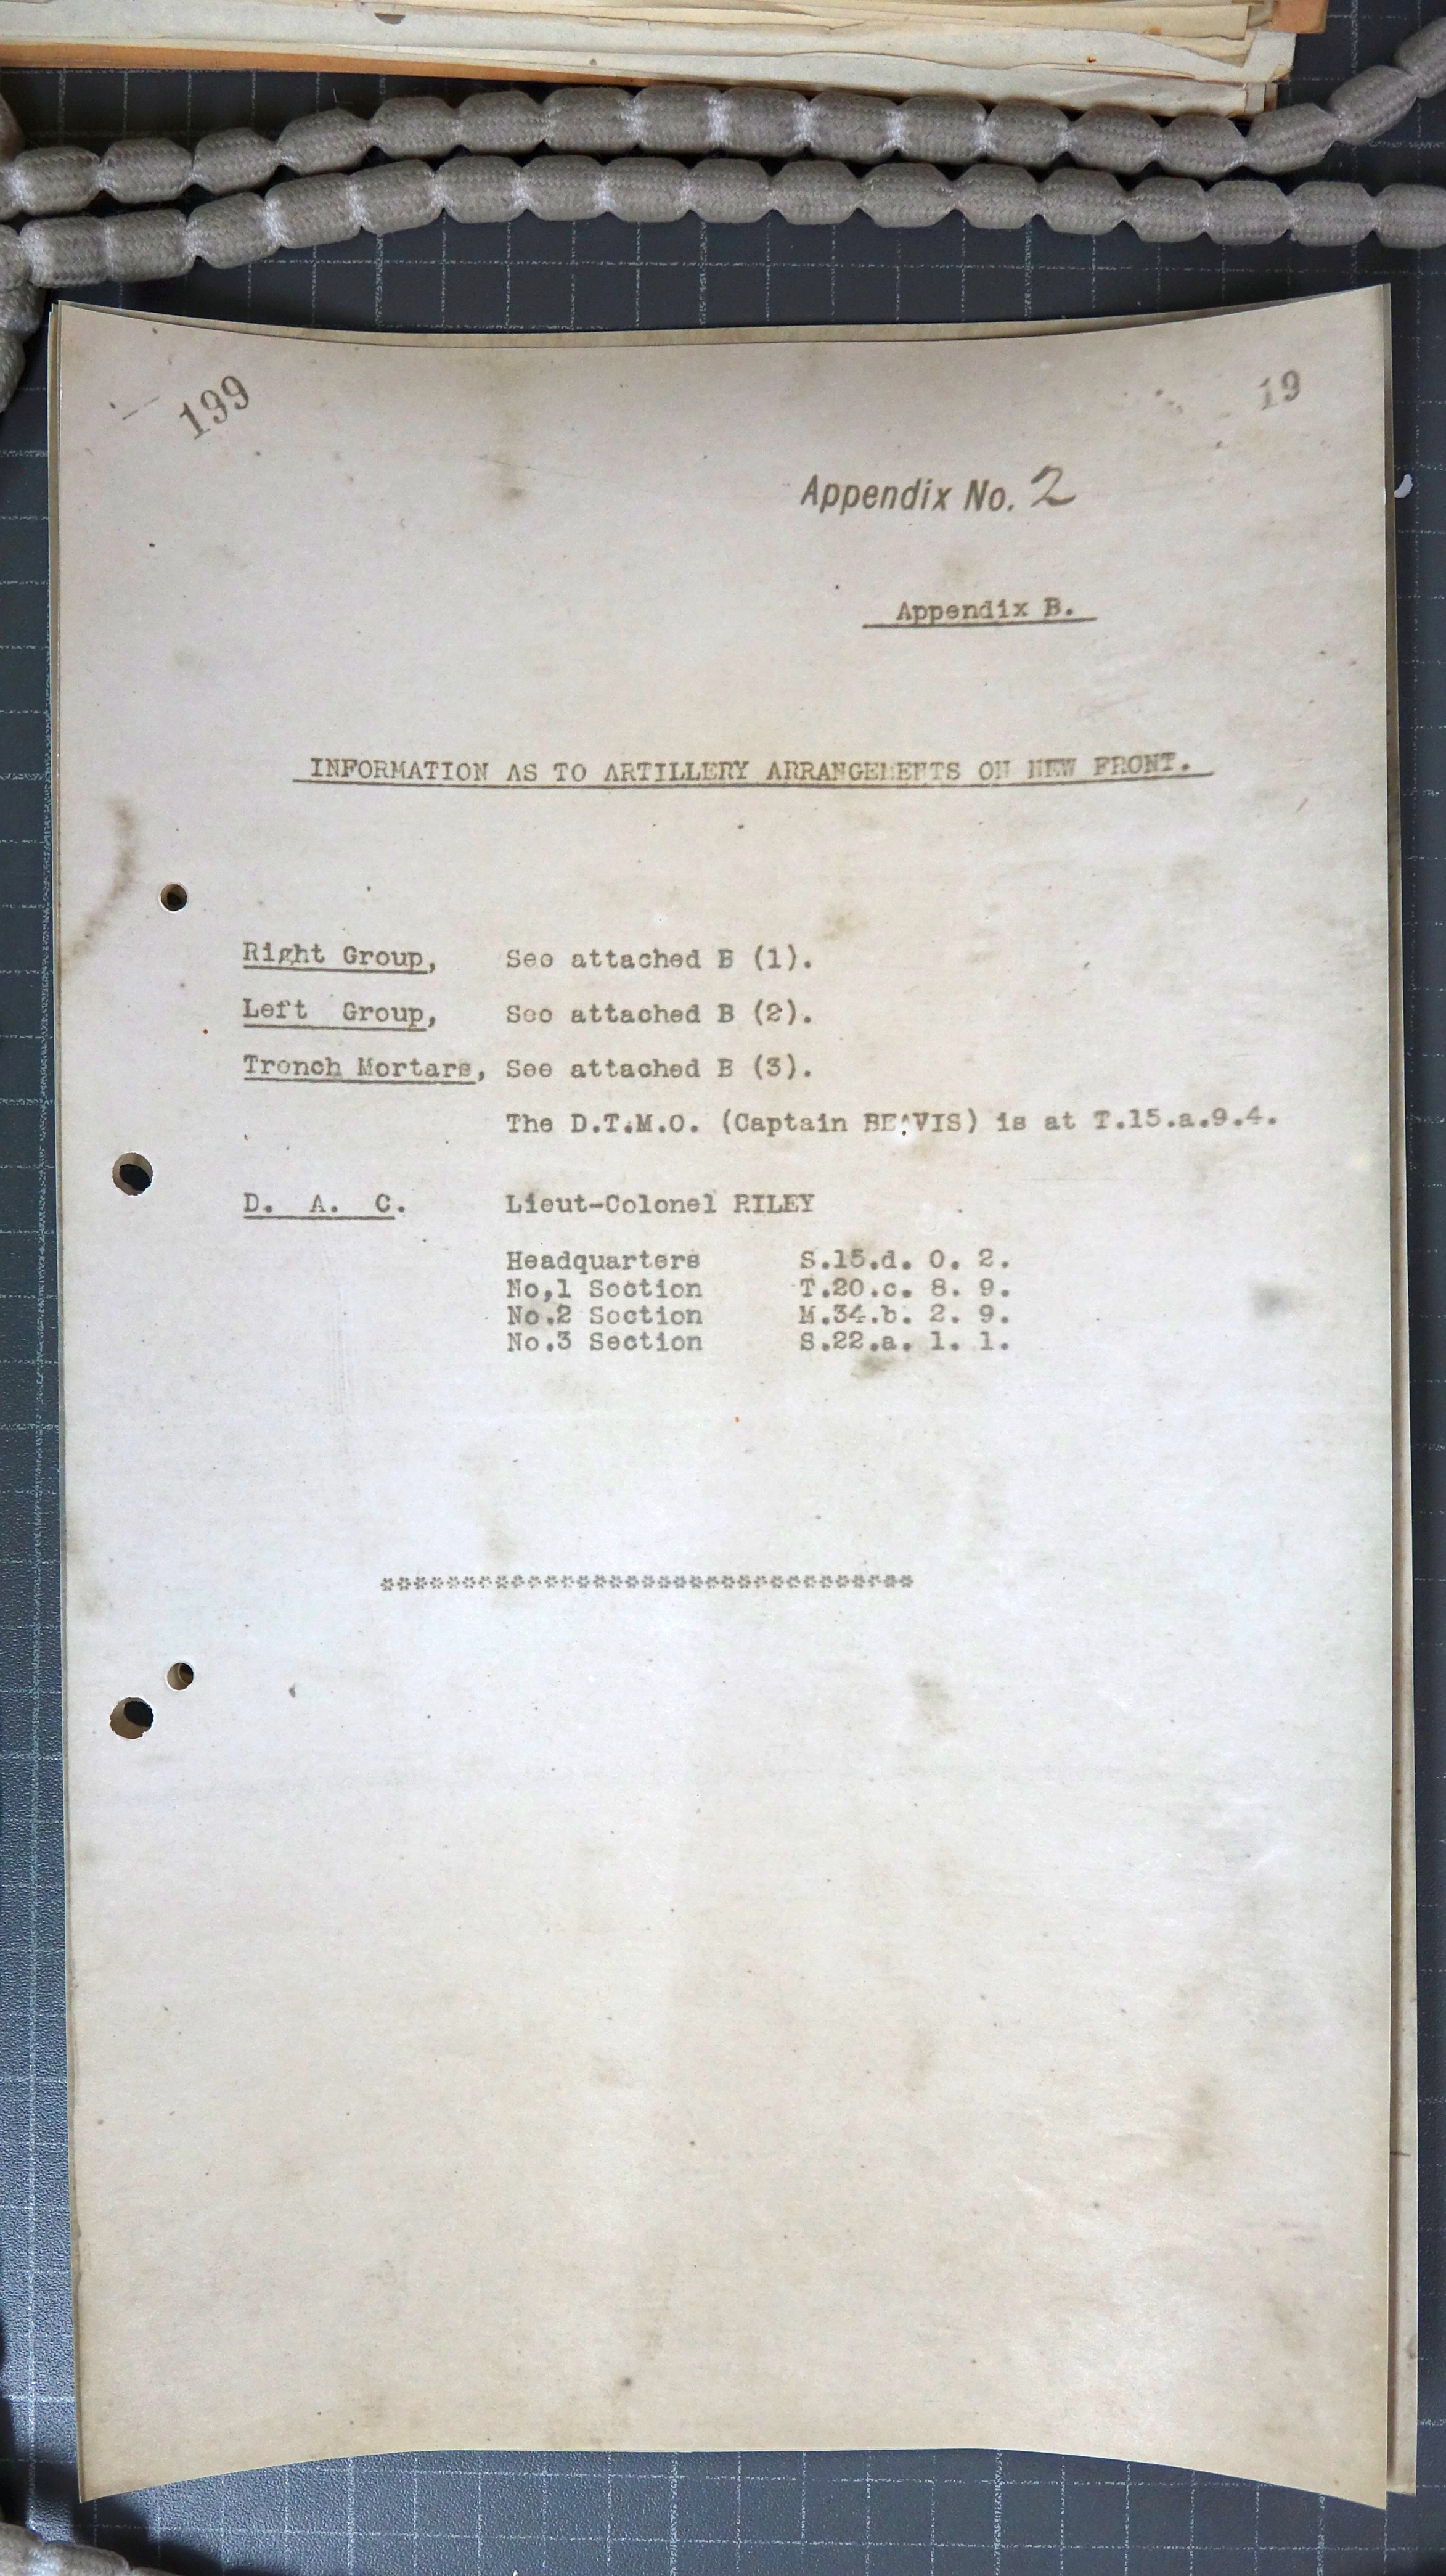 199
19
Appendix No. 2
Appendix B.
INFORMATION AS TO ARTILLERY ARRANGEMENTS ON NEW FRONT.
Right Group, See attached B (1).
Left Group, See attached B (2).
Trench Mortars, See attached B (3).
The D.T.M.O. (Captain BEAVIS) is at T.15.a.9.4.
D. A. C. Lieut-Colonel RILEY
Headquarters S.15.d. 0. 2.
No,1 Section T.20.c. 8. 9.
No.2 Section M.34.b. 2. 9.
No.3 Section S.22.a. 1. 1.
*********************************